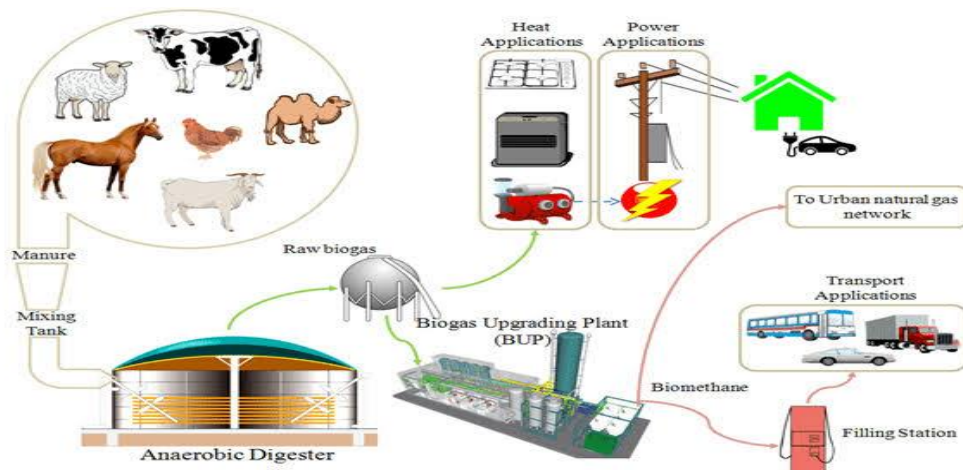 Heat
Applications
Power
Applications
To Urban natural gas
network
Manure
Raw biogas
Mixing
Tank
Transport
Applications
Biogas Upgrading Plant
(BUP)
Biomethane
Filling Station
Anaerobic Digester